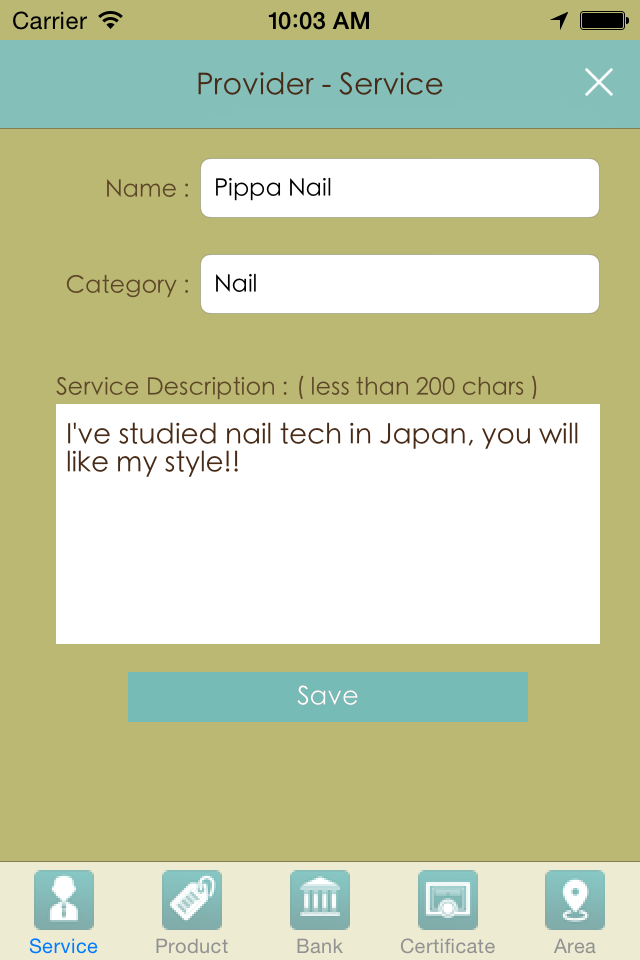 Carrier 10:03 AM
Provider - Service
Name : Pippa Nail
Category : Nail
Service Description : ( less than 200 chars )
I've studied nail tech in Japan, you will
like my style!!
Save
Service Product Bank Certificate Area